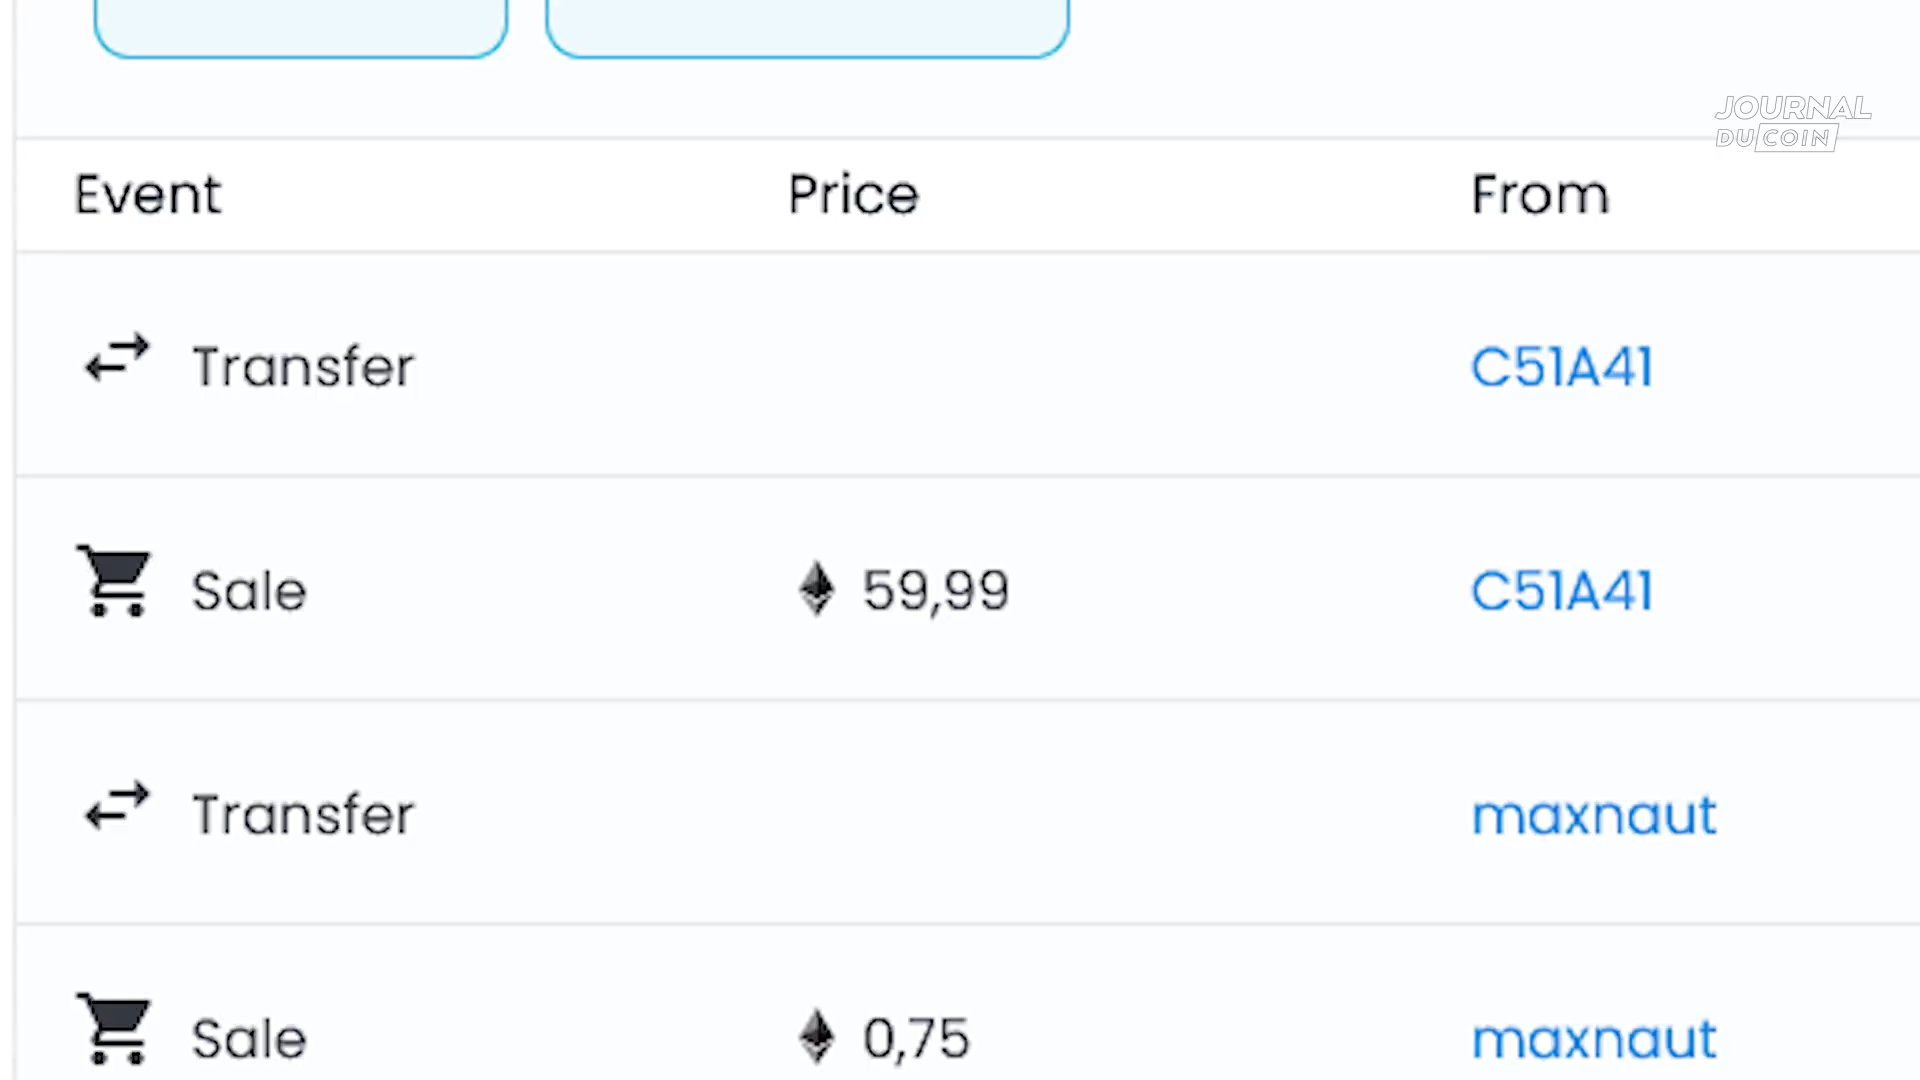 JOURNAL
DU COIN
Event Price From
Transfer C51A41
Sale 59,99 C51A41
Transfer maxnaut
Sale 0,75 maxnaut